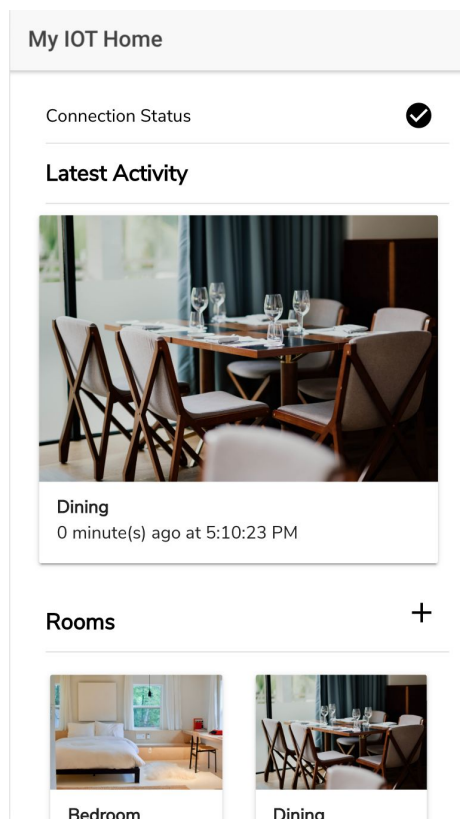 My IOT Home
Connection Status
Latest Activity
Dining
0 minute(s) ago at 5:10:23 PM
Rooms
Bedroom
Dining